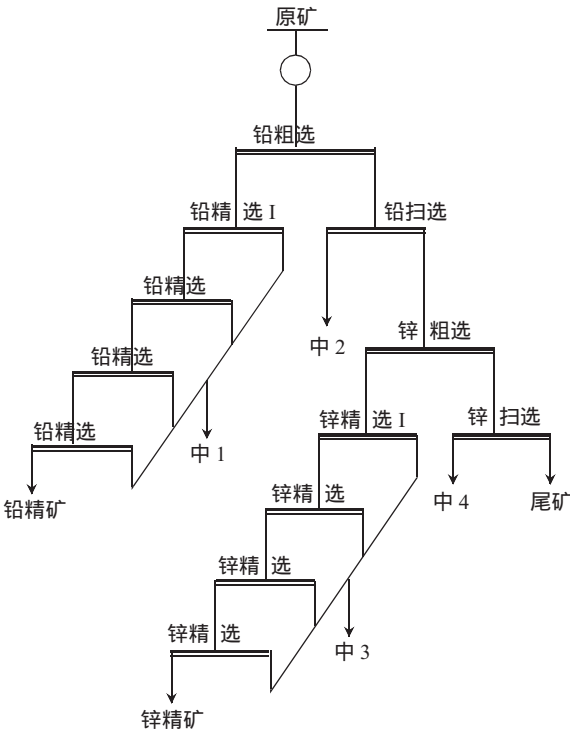 原矿
铅粗选
铅精 选 I
铅扫选
铅精选
中 2
锌 粗选
铅精选
锌精 选 I
锌 扫选
铅精选
中 1
锌精 选
中 4
尾矿
铅精矿
锌精 选
锌精 选
中 3
锌精矿